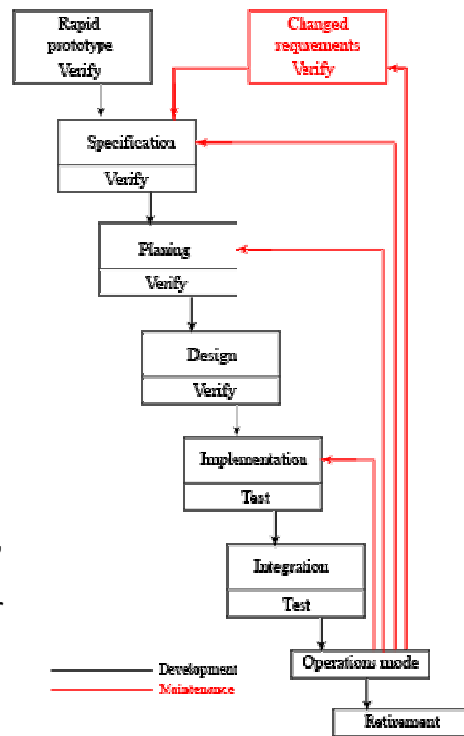 Rapid
prototype
Verify
Changed
requrements
Verify
Specification
Verify
Planing
Verify
Design
Verify
Implementation
Test
Integration
Test
Operations mode
Development
Maintenance
Retirement